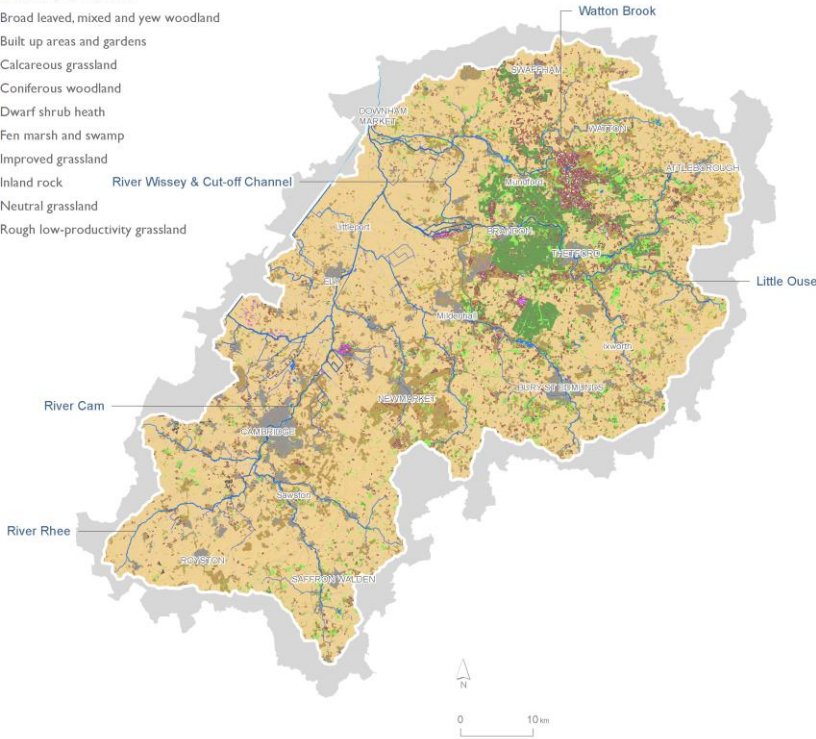 Broad leaved, mixed and yew woodland
Built up areas and gardens
Calcareous grassland
Coniferous woodland
Dwarf shrub heath
Fen marsh and swamp
Improved grassland
Inland rock
Neutral grassland
Rough low-productivity grassland
Watton Brook
SWAFFHAM
DOWNHAM
MARKET
WATTON
ATTLEBOROUGH
River Wissey & Cut-off Channel
Mundford
Littleport
BRANDON
THETFORD
Little Ouse
Mildenhall
Ixworth
BURY ST EDMUNDS
NEWMARKET
River Cam
CAMBRIDGE
Sawston
River Rhee
ROYSTON
SAFFRON WALDEN
N
0 10 km